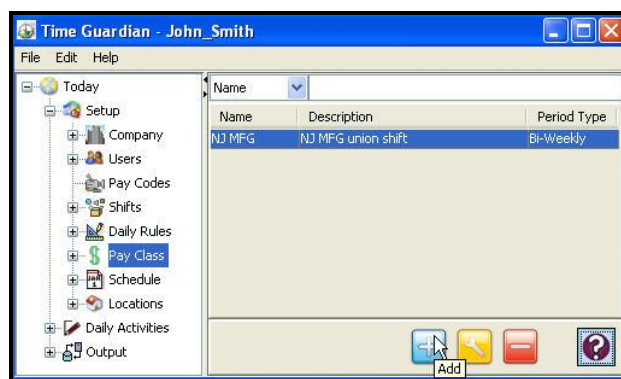 Time Guardian - John_Smith
File Edit Help
Today
Setup
Company
Users
Pay Codes
Shifts
Daily Rules
Pay Class
Schedule
Locations
Daily Activities
Output
Name
Name Description Period Type
NJ MFG NJ MFG union shift Bi-Weekly
Add